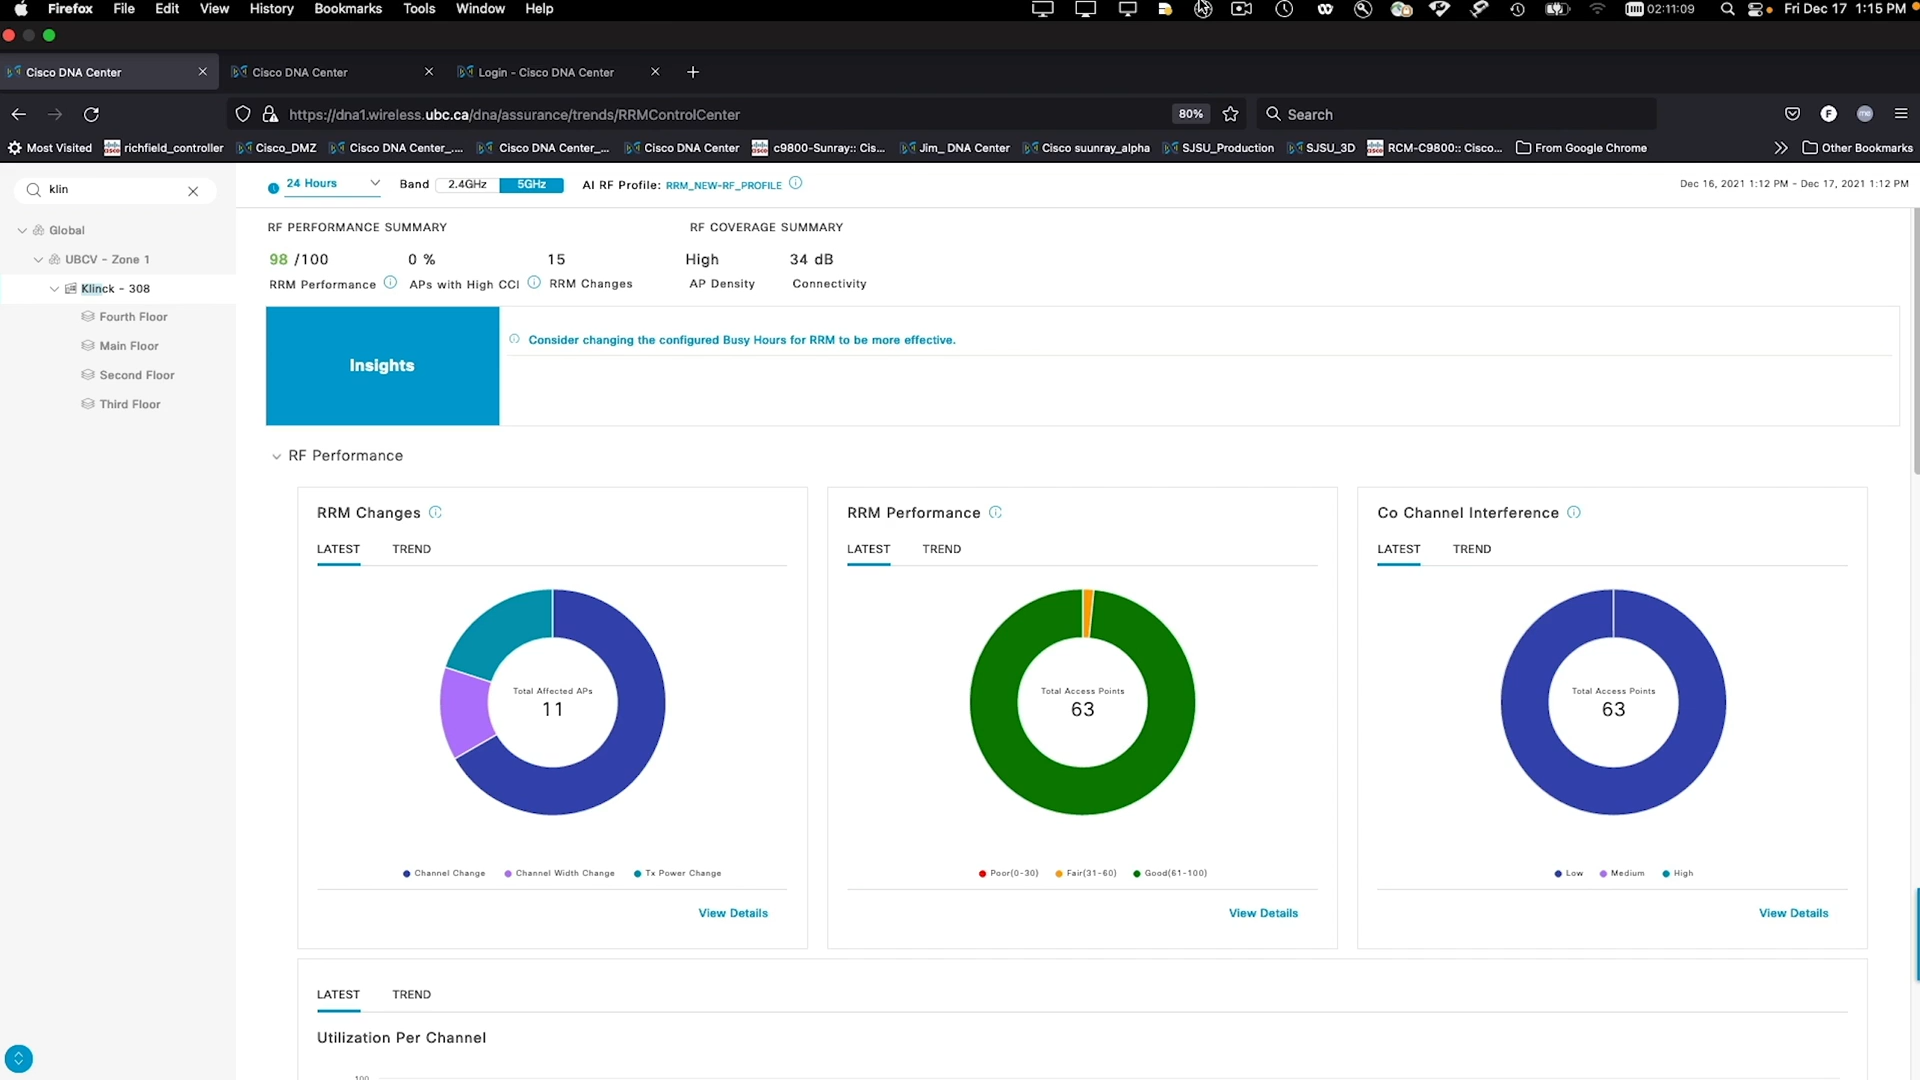 Firefox File Edit View History Bookmarks Tools Window Help 02:11:09 Fri Dec 17 1:15 PM
Cisco DNA Center Cisco DNA Center Login - Cisco DNA Center
https://dna1.wireless.ubc.ca/dna/assurance/trends/RRMControlCenter 80% Search
Most Visited richfield_controller Cisco_DMZ Cisco DNA Center_... Cisco DNA Center_... Cisco DNA Center c9800-Sunray:: Cis... Jim_ DNA Center Cisco suunray_alpha SJSU_Production SJSU_3D RCM-C9800:: Cisco... From Google Chrome Other Bookmarks
klin
24 Hours Band 2.4GHz 5GHz AI RF Profile: RRM_NEW-RF_PROFILE Dec 16, 2021 1:12 PM - Dec 17, 2021 1:12 PM
Global
UBCV - Zone 1
Klinck - 308
Fourth Floor
Main Floor
Second Floor
Third Floor
RF PERFORMANCE SUMMARY RF COVERAGE SUMMARY
98 /100 0 % 15 High 34 dB
RRM Performance APs with High CCI RRM Changes AP Density Connectivity
Insights
Consider changing the configured Busy Hours for RRM to be more effective.
RF Performance
RRM Changes
LATEST TREND
Total Affected APs
11
Channel Change Channel Width Change Tx Power Change
View Details
RRM Performance
LATEST TREND
Total Access Points
63
Poor(0-30) Fair(31-60) Good(61-100)
View Details
Co Channel Interference
LATEST TREND
Total Access Points
63
Low Medium High
View Details
LATEST TREND
Utilization Per Channel
100